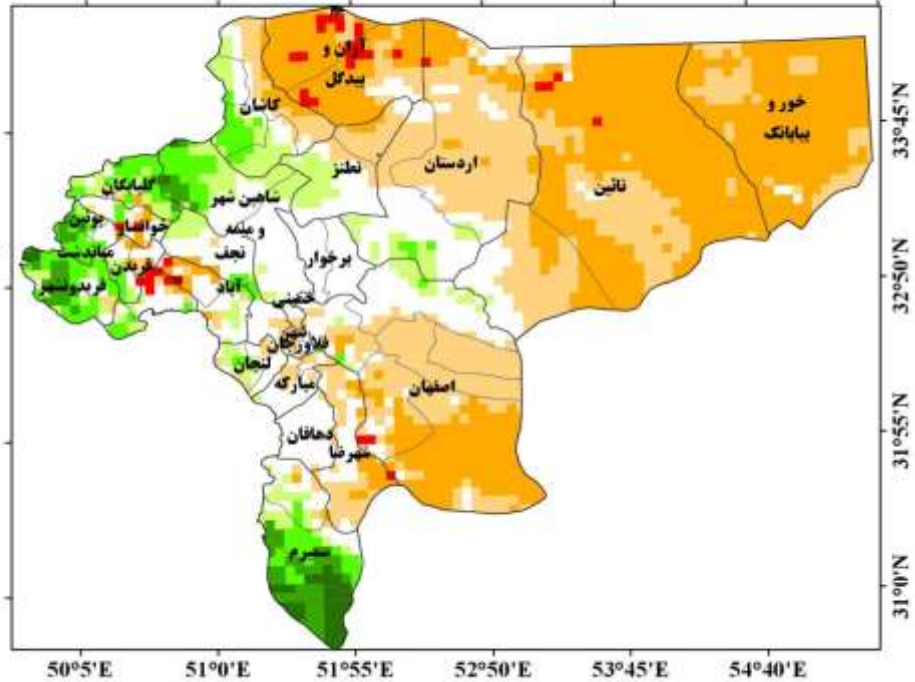 آران و
بیدگل
کاشان
خور و
بیابانک
نطنز
اردستان
نائین
گلپایگان
شاهین شهر
و میمه
خوانسار
نجف
آباد
برخوار
فریدن
فریدونشهر
خمینی
شهر
فلاورجان
لنجان
مبارکه
اصفهان
دهاقان
شهرضا
سمیرم
33°45'N
32°50'N
31°55'N
31°0'N
50°5'E
51°0'E
51°55'E
52°50'E
53°45'E
54°40'E